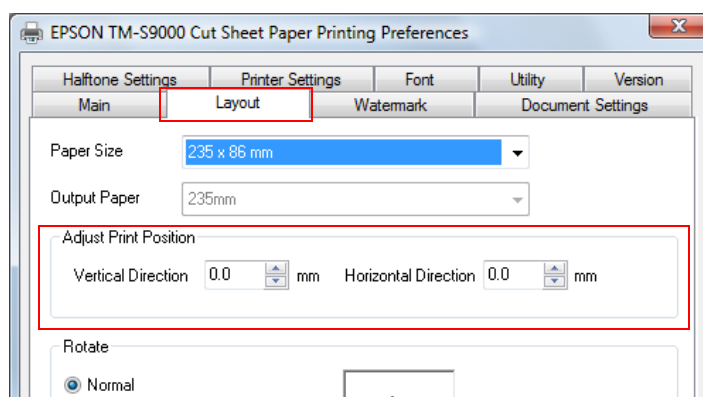 EPSON TM-S9000 Cut Sheet Paper Printing Preferences
Halftone Settings Printer Settings Font Utility Version
Main Layout Watermark Document Settings
Paper Size 235 x 86 mm
Output Paper 235mm
Adjust Print Position
Vertical Direction 0.0 mm Horizontal Direction 0.0 mm
Rotate
Normal